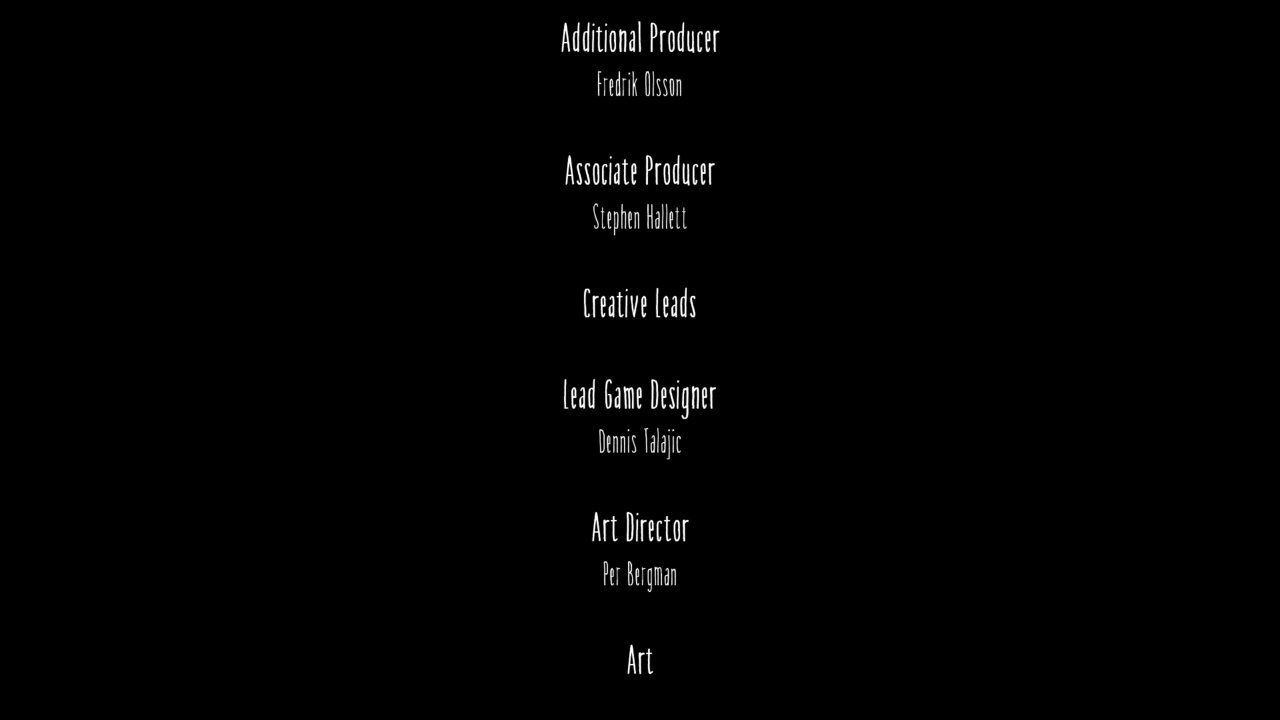 Additional Producer
Fredrik Olsson
Associate Producer
Stephen Hallett
Creative Leads
Lead Game Designer
Dennis Talajic
Art Director
Per Bergman
Art